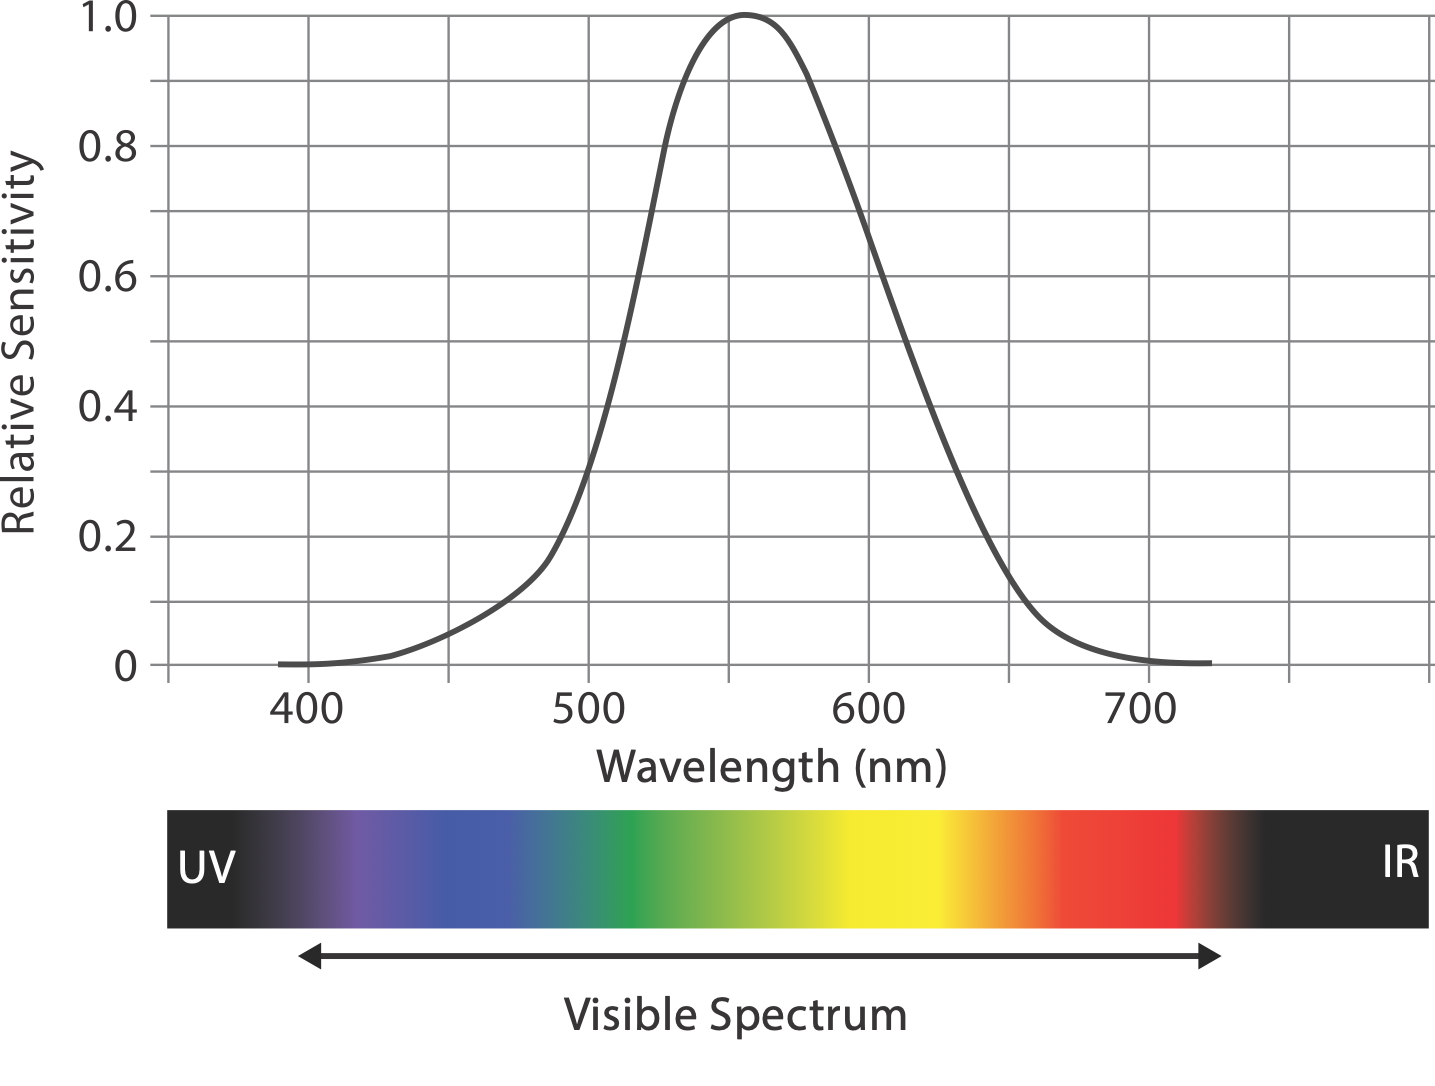 1.0
0.8
0.6
0.4
0.2
0
Relative Sensitivity
400 500 600 700
Wavelength (nm)
UV IR
Visible Spectrum